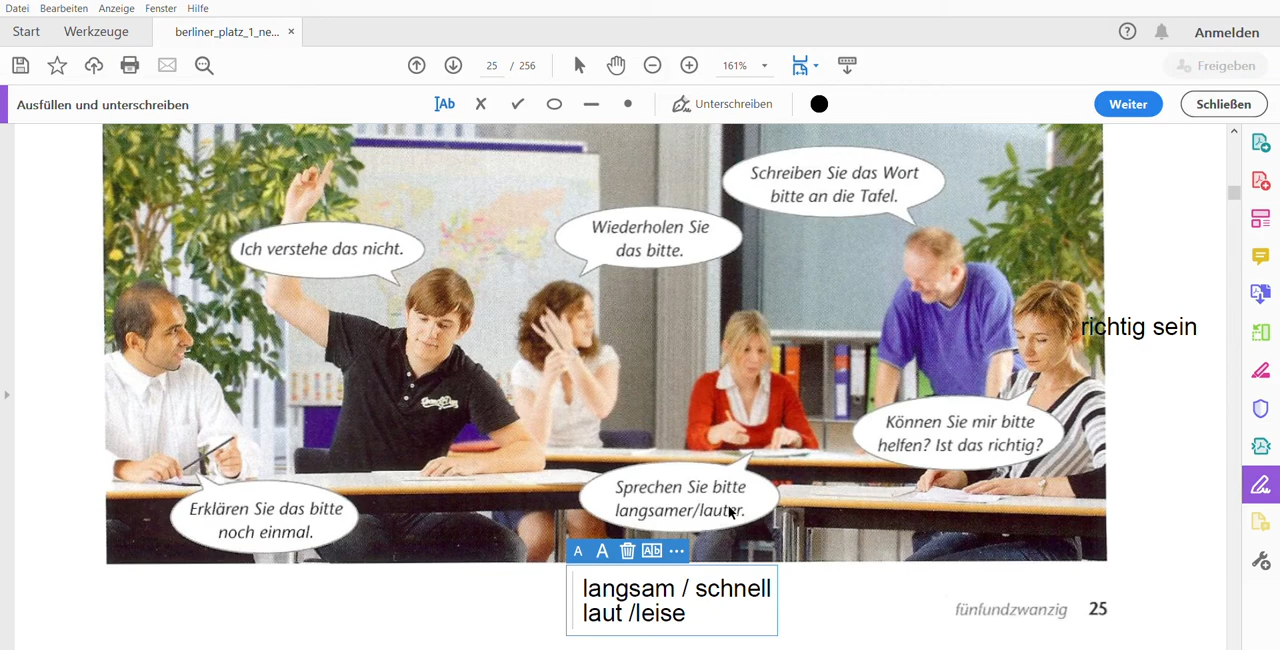 Datei Bearbeiten Anzeige Fenster Hilfe
Start Werkzeuge berliner_platz_1_ne... × Anmelden
25 / 256 161% Freigeben
Ausfüllen und unterschreiben Ab Unterschreiben Weiter Schließen
Schreiben Sie das Wort
bitte an die Tafel.
Wiederholen Sie
das bitte.
Ich verstehe das nicht.
richtig sein
Können Sie mir bitte
helfen? Ist das richtig?
Sprechen Sie bitte
langsamer/lauter.
Erklären Sie das bitte
noch einmal.
A A Ab ...
langsam / schnell
laut /leise
fünfundzwanzig 25